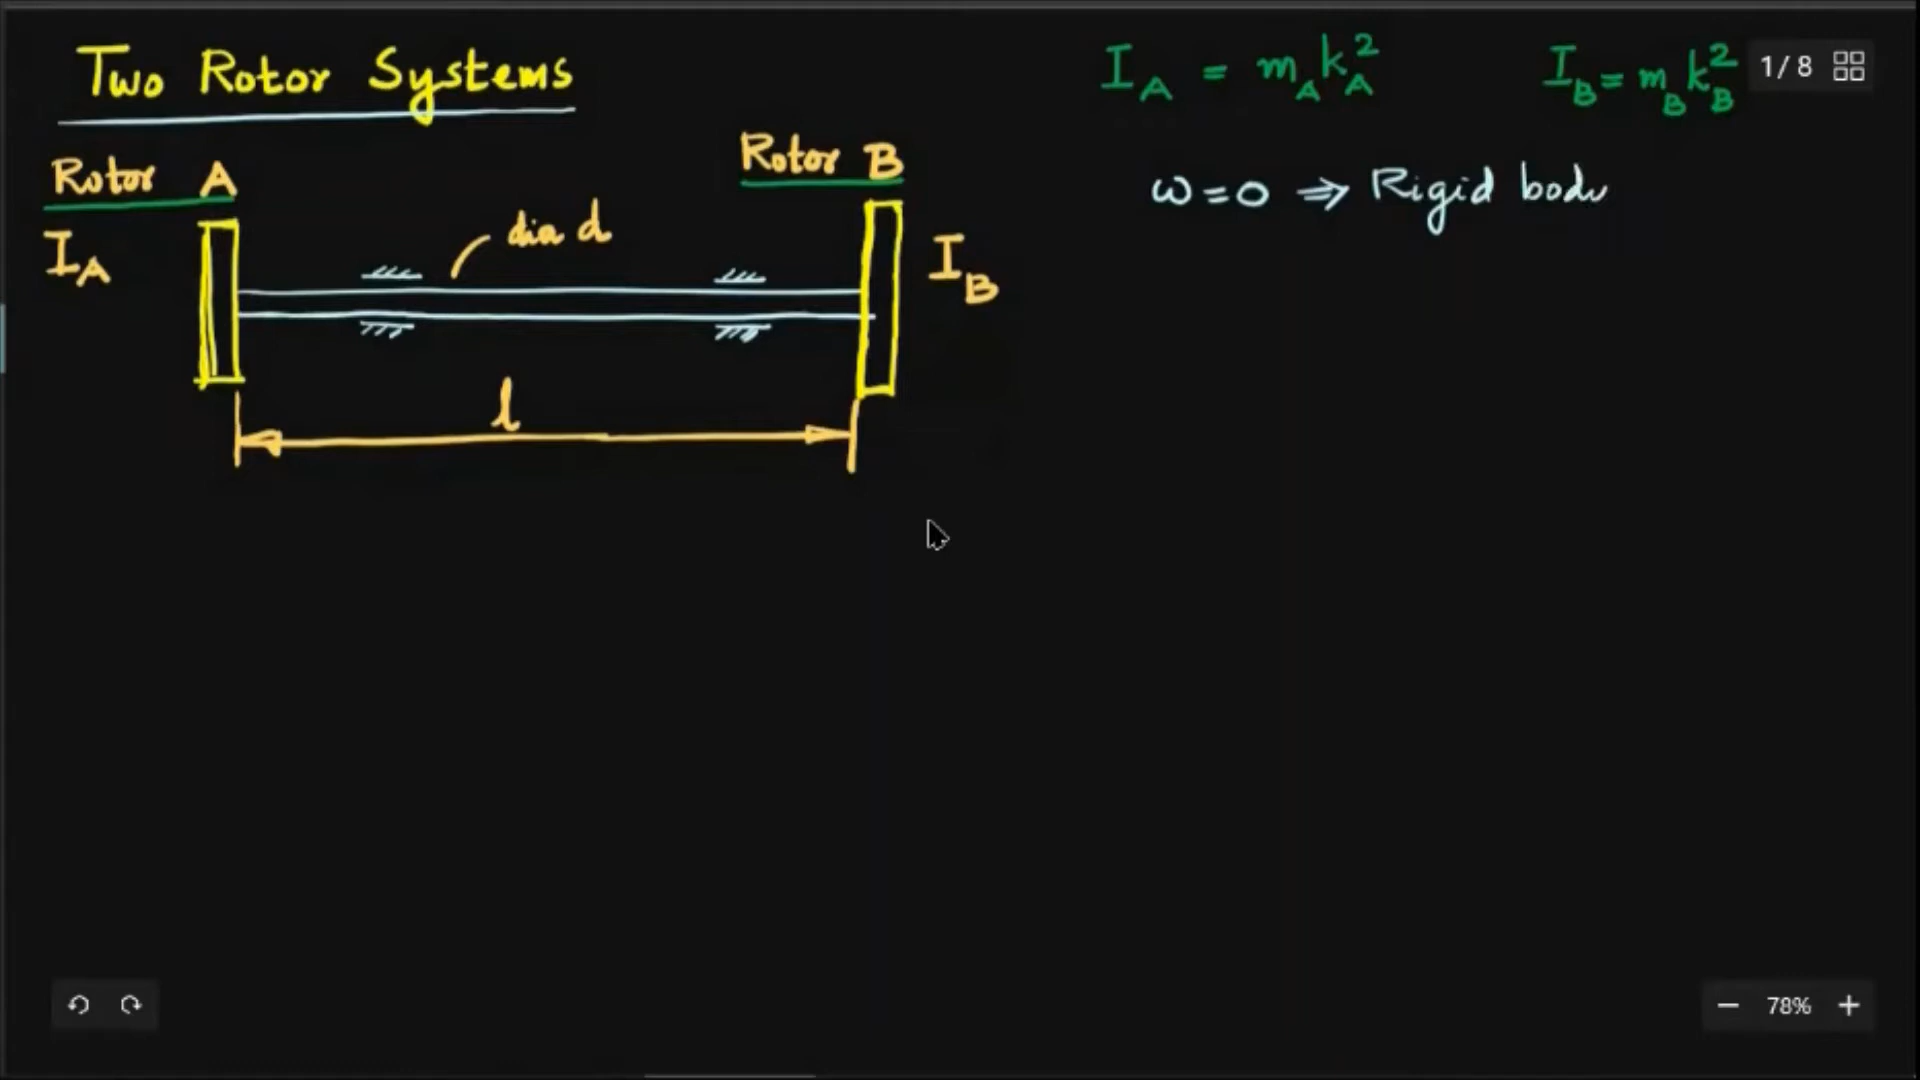 Two Rotor Systems
I_A = m_A k_A^2
I_B = m_B k_B^2
1/8
Rotor A
Rotor B
ω = 0 ⇒ Rigid body
dia d
I_A
I_B
l
78%